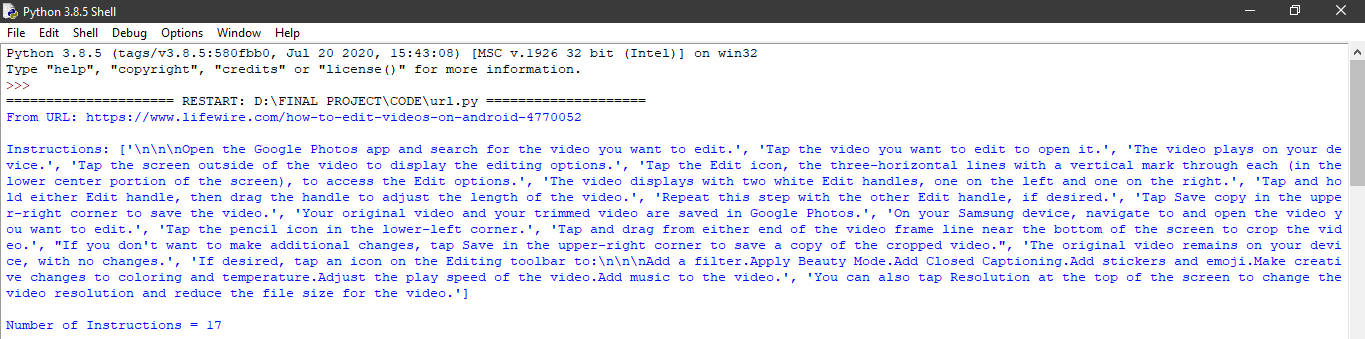 Python 3.8.5 Shell
File Edit Shell Debug Options Window Help
Python 3.8.5 (tags/v3.8.5:580fbb0, Jul 20 2020, 15:43:08) [MSC v.1926 32 bit (Intel)] on win32
Type "help", "copyright", "credits" or "license()" for more information.
>>>
===================== RESTART: D:\FINAL PROJECT\CODE\url.py ====================
From URL: https://www.lifewire.com/how-to-edit-videos-on-android-4770052
Instructions: ['\n\n\nOpen the Google Photos app and search for the video you want to edit.', 'Tap the video you want to edit to open it.', 'The video plays on your de
vice.', 'Tap the screen outside of the video to display the editing options.', 'Tap the Edit icon, the three-horizontal lines with a vertical mark through each (in the
lower center portion of the screen), to access the Edit options.', 'The video displays with two white Edit handles, one on the left and one on the right.', 'Tap and ho
ld either Edit handle, then drag the handle to adjust the length of the video.', 'Repeat this step with the other Edit handle, if desired.', 'Tap Save copy in the uppe
r-right corner to save the video.', 'Your original video and your trimmed video are saved in Google Photos.', 'On your Samsung device, navigate to and open the video y
ou want to edit.', 'Tap the pencil icon in the lower-left corner.', 'Tap and drag from either end of the video frame line near the bottom of the screen to crop the vid
eo.', "If you don't want to make additional changes, tap Save in the upper-right corner to save a copy of the cropped video.", 'The original video remains on your devi
ce, with no changes.', 'If desired, tap an icon on the Editing toolbar to:\n\n\nAdd a filter.Apply Beauty Mode.Add Closed Captioning.Add stickers and emoji.Make creati
ve changes to coloring and temperature.Adjust the play speed of the video.Add music to the video.', 'You can also tap Resolution at the top of the screen to change the
video resolution and reduce the file size for the video.']
Number of Instructions = 17